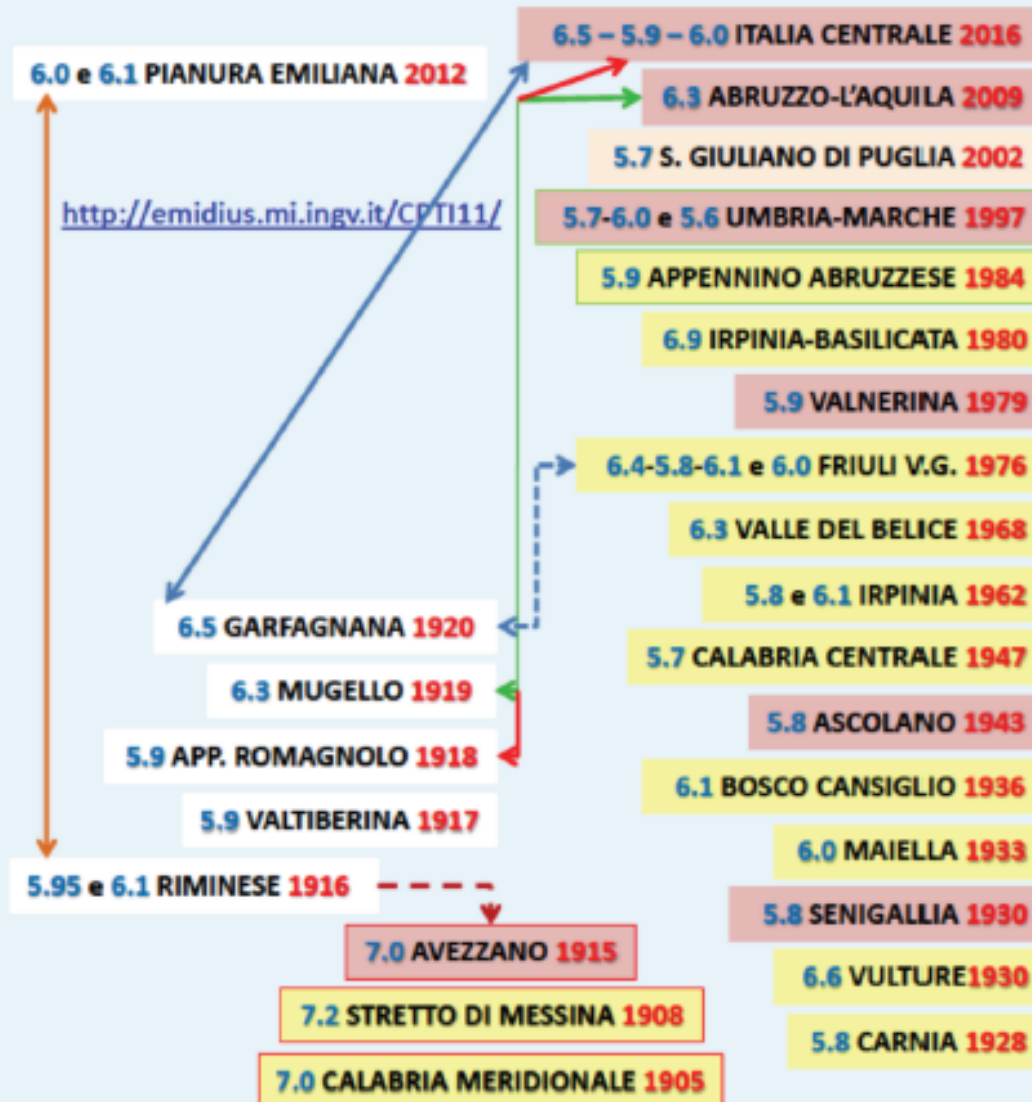 6.5 – 5.9 – 6.0 ITALIA CENTRALE 2016
6.0 e 6.1 PIANURA EMILIANA 2012
6.3 ABRUZZO-L'AQUILA 2009
5.7 S. GIULIANO DI PUGLIA 2002
http://emidius.mi.ingv.it/CPTI11/
5.7-6.0 e 5.6 UMBRIA-MARCHE 1997
5.9 APPENNINO ABRUZZESE 1984
6.9 IRPINIA-BASILICATA 1980
5.9 VALNERINA 1979
6.4-5.8-6.1 e 6.0 FRIULI V.G. 1976
6.3 VALLE DEL BELICE 1968
5.8 e 6.1 IRPINIA 1962
6.5 GARFAGNANA 1920
5.7 CALABRIA CENTRALE 1947
6.3 MUGELLO 1919
5.8 ASCOLANO 1943
5.9 APP. ROMAGNOLO 1918
6.1 BOSCO CANSIGLIO 1936
5.9 VALTIBERINA 1917
6.0 MAIELLA 1933
5.95 e 6.1 RIMINESE 1916
5.8 SENIGALLIA 1930
7.0 AVEZZANO 1915
6.6 VULTURE1930
7.2 STRETTO DI MESSINA 1908
5.8 CARNIA 1928
7.0 CALABRIA MERIDIONALE 1905